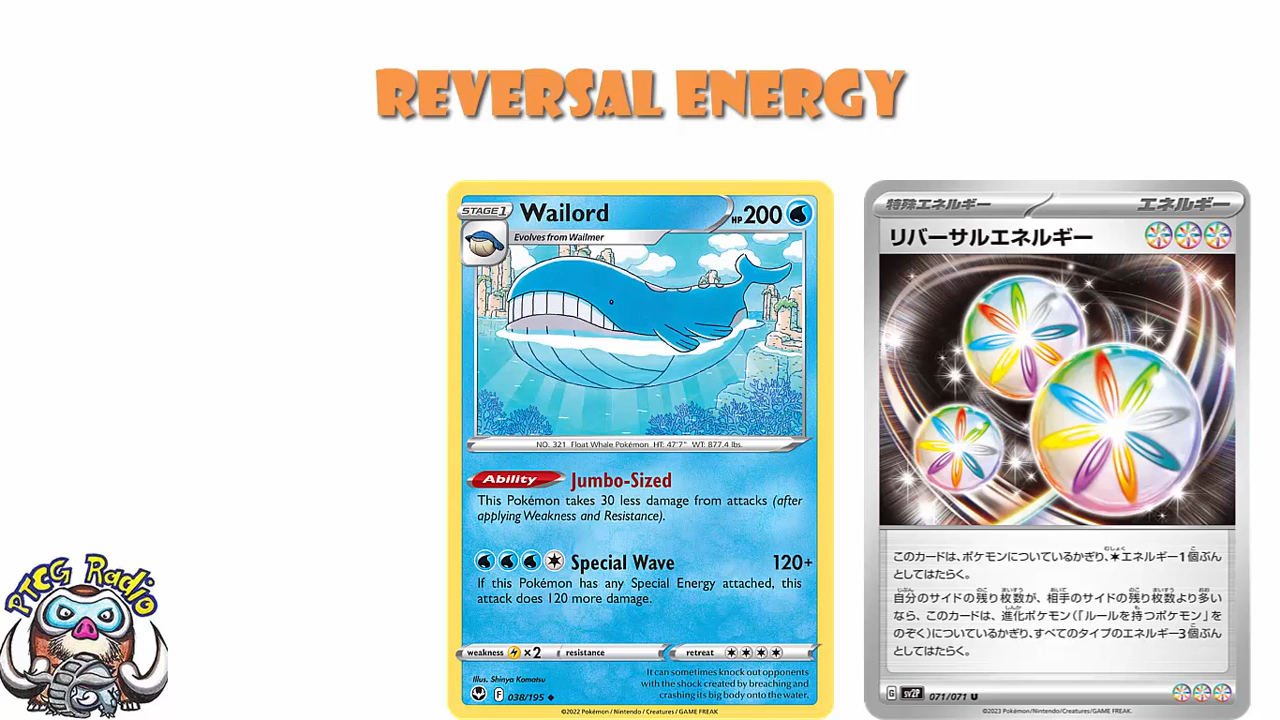 REVERSAL ENERGY
STAGE 1
Wailord
HP 200
Evolves from Wailmer
NO. 321 Float Whale Pokémon HT: 47'7" WT: 877.4 lbs.
Ability Jumbo-Sized
This Pokémon takes 30 less damage from attacks (after
applying Weakness and Resistance).
Special Wave 120+
If this Pokémon has any Special Energy attached, this
attack does 120 more damage.
weakness ×2 resistance retreat
Illus. Shinya Komatsu
F 038/195
It can sometimes knock out opponents
with the shock created by breaching and
crashing its big body onto the water.
©2022 Pokémon / Nintendo / Creatures / GAME FREAK.
特殊エネルギー エネルギー
リバーサルエネルギー
このカードは、ポケモンについているかぎり、エネルギー1個ぶん
としてはたらく。
自分のサイドの残り枚数が、相手のサイドの残り枚数より多い
なら、このカードは、進化ポケモン(「ルールを持つポケモン」を
のぞく)についているかぎり、すべてのタイプのエネルギー3個ぶん
としてはたらく。
G SV2P 071/071 U
©2023 Pokémon/Nintendo/Creatures/GAME FREAK.
PTCG Radio